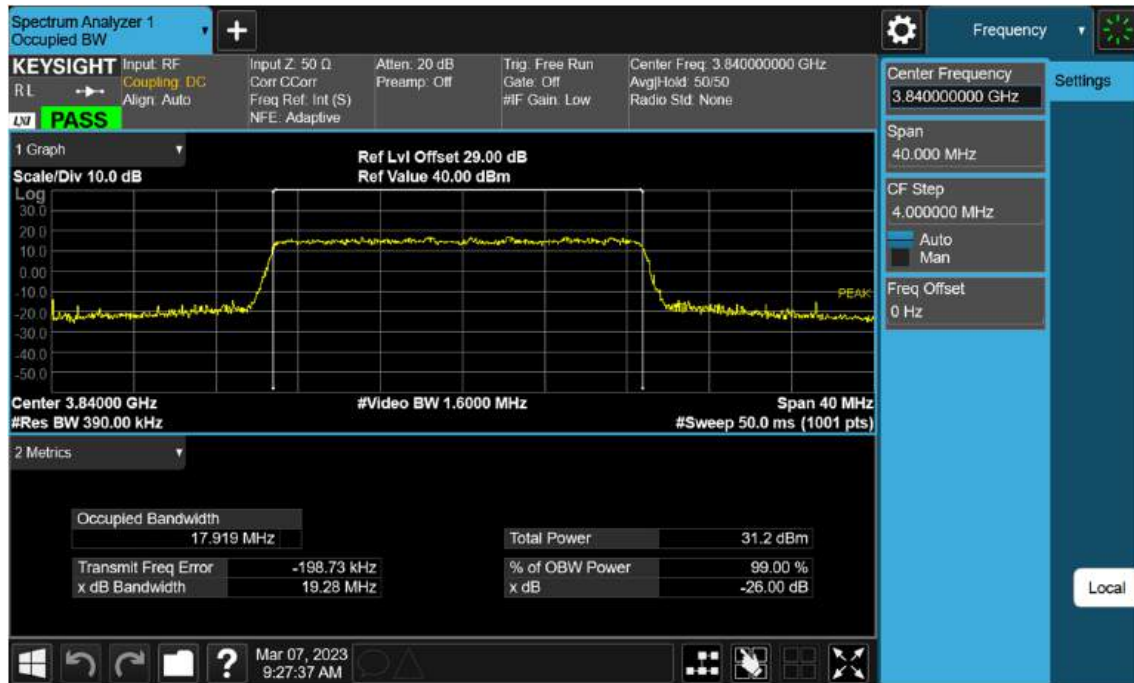 Spectrum Analyzer 1
Occupied BW
+
Frequency
KEYSIGHT
RL
LXI
PASS
Input: RF
Coupling: DC
Align: Auto
Input Z: 50 Ω
Corr CCorr
Freq Ref: Int (S)
NFE: Adaptive
Atten: 20 dB
Preamp: Off
Trig: Free Run
Gate: Off
#IF Gain: Low
Center Freq: 3.840000000 GHz
Avg|Hold: 50/50
Radio Std: None
Center Frequency
3.840000000 GHz
Settings
Span
40.000 MHz
CF Step
4.000000 MHz
Auto
Man
Freq Offset
0 Hz
Local
1 Graph
Scale/Div 10.0 dB
Ref Lvl Offset 29.00 dB
Ref Value 40.00 dBm
Log
30.0
20.0
10.0
0.00
-10.0
-20.0
-30.0
-40.0
-50.0
PEAK
Center 3.84000 GHz
#Video BW 1.6000 MHz
Span 40 MHz
#Res BW 390.00 kHz
#Sweep 50.0 ms (1001 pts)
2 Metrics
Occupied Bandwidth
17.919 MHz
Total Power 31.2 dBm
Transmit Freq Error -198.73 kHz
% of OBW Power 99.00 %
x dB Bandwidth 19.28 MHz
x dB -26.00 dB
?
Mar 07, 2023
9:27:37 AM